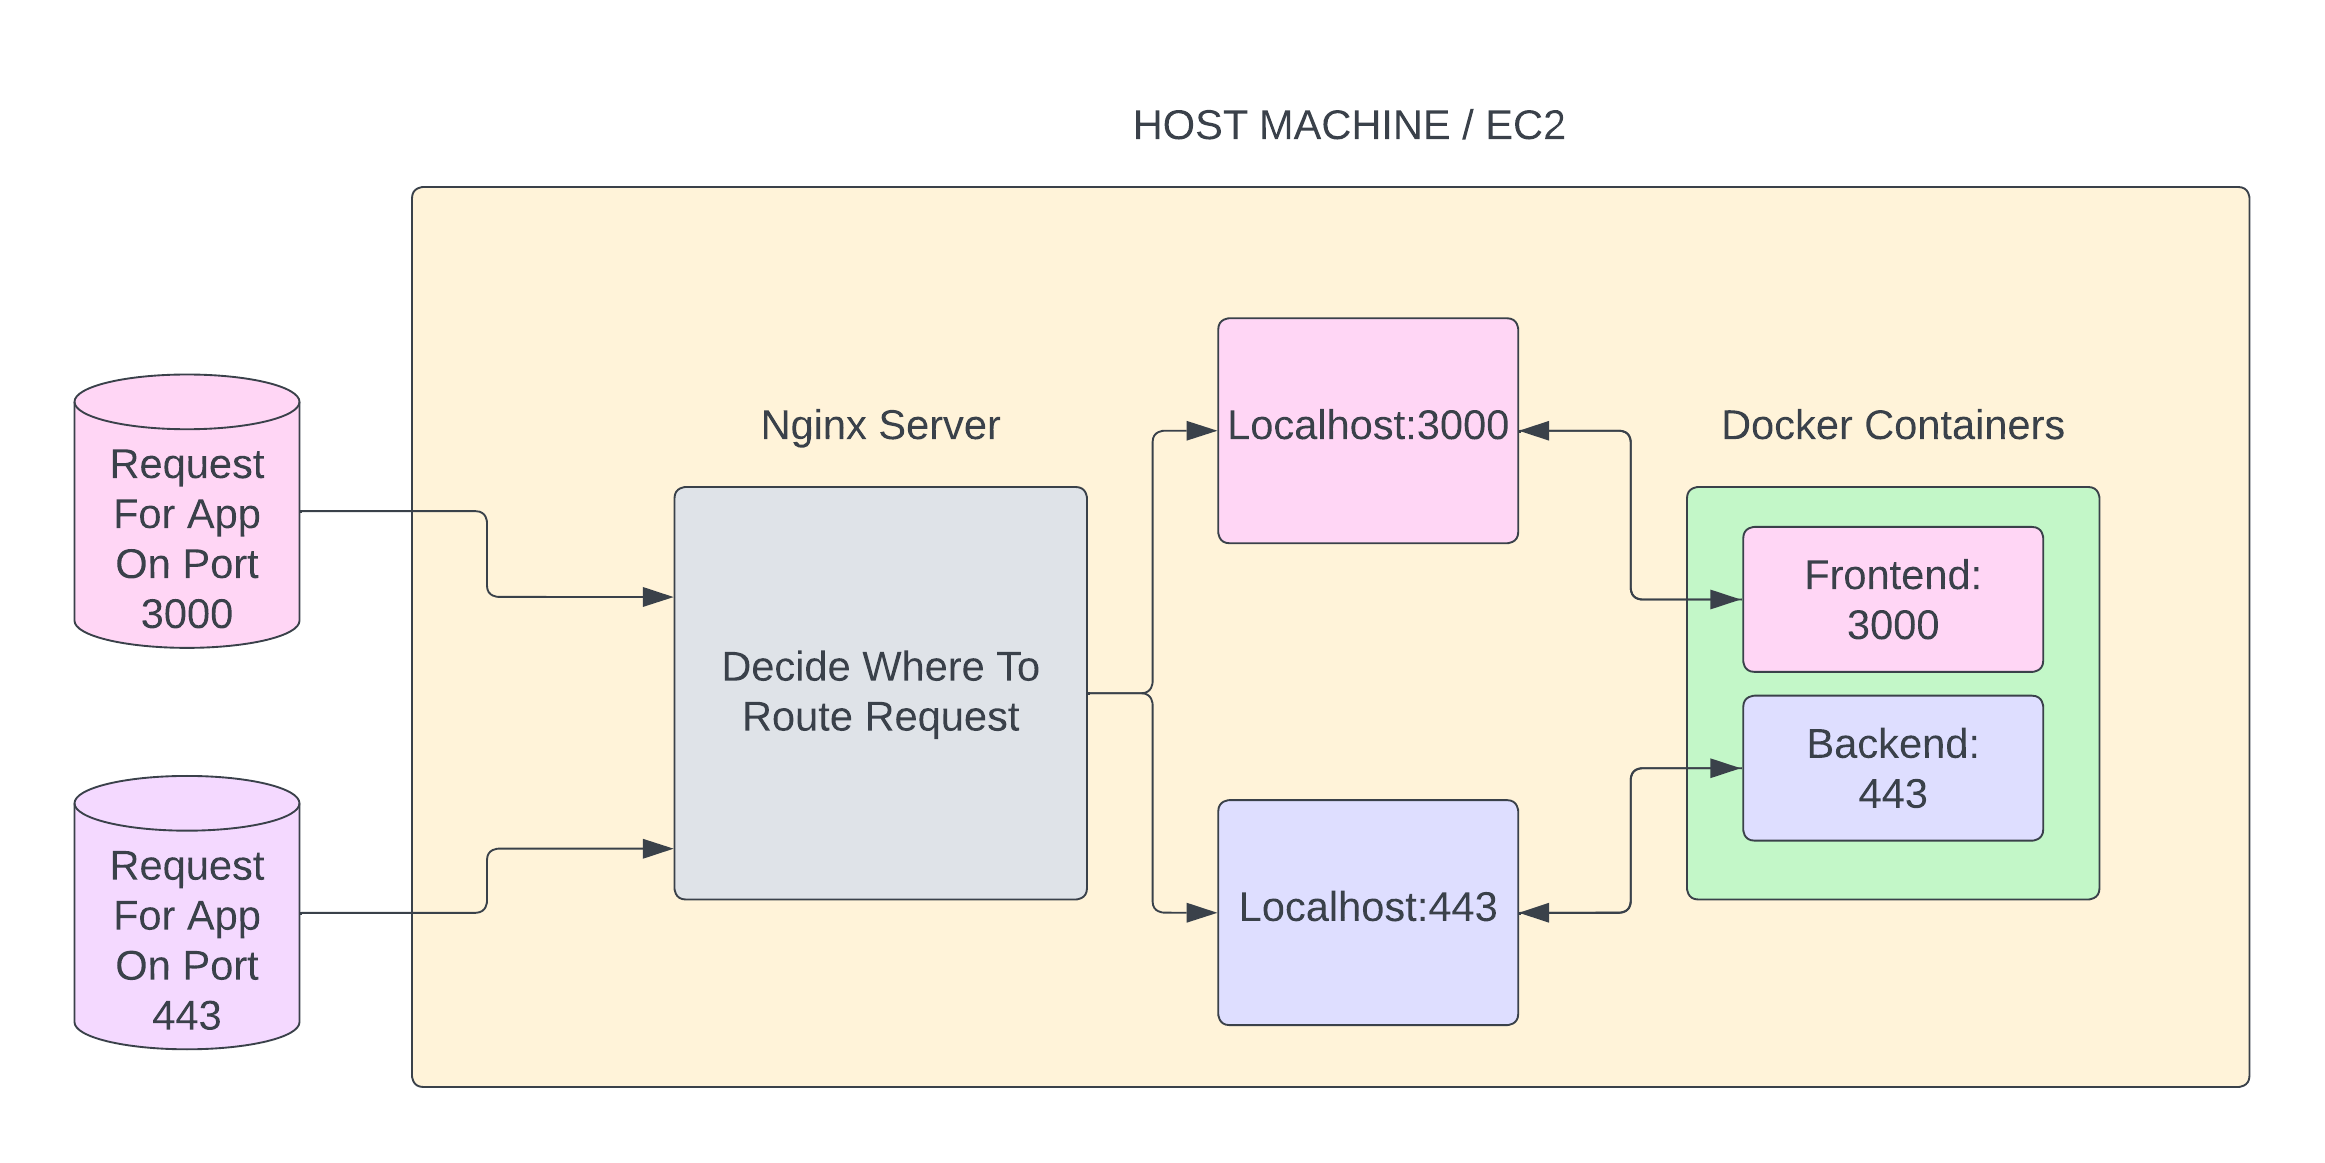 HOST MACHINE / EC2
Request
For App
On Port
3000
Request
For App
On Port
443
Nginx Server
Decide Where To
Route Request
Localhost:3000
Localhost:443
Docker Containers
Frontend:
3000
Backend:
443